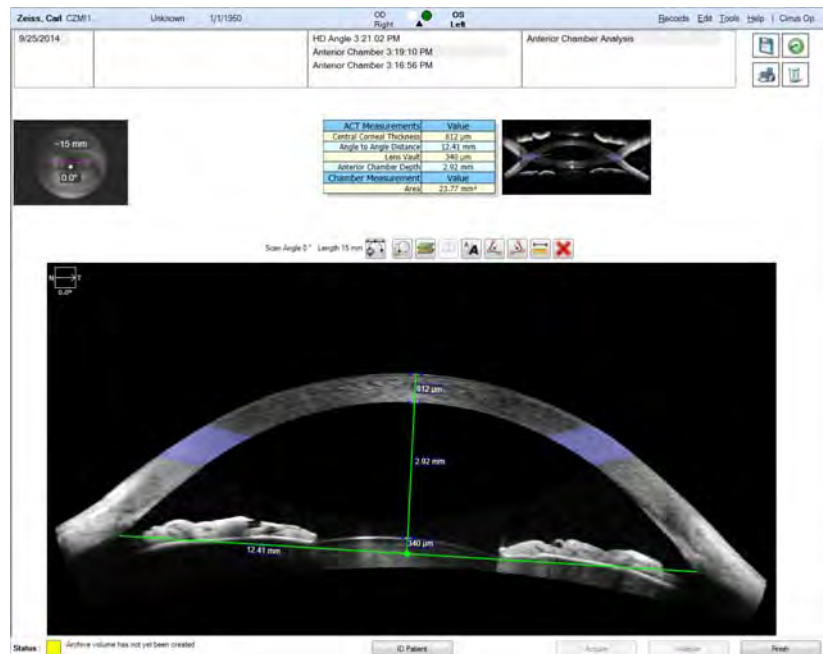 Zeiss, Carl CZMI1 Unknown 1/1/1950 OD Right OS Left Records Edit Tools Help | Cirrus Op
9/25/2014
HD Angle 3:21:02 PM
Anterior Chamber 3:19:10 PM
Anterior Chamber 3:16:56 PM
Anterior Chamber Analysis
~15 mm
0.0°
ACT Measurements Value
Central Corneal Thickness 612 µm
Angle to Angle Distance 12.41 mm
Lens Vault 340 µm
Anterior Chamber Depth 2.92 mm
Chamber Measurement Value
Area 23.77 mm²
Scan Angle 0° Length 15 mm
N T
0.0°
612 µm
2.92 mm
340 µm
12.41 mm
Status : Archive volume has not yet been created ID Patient Acquire Finish